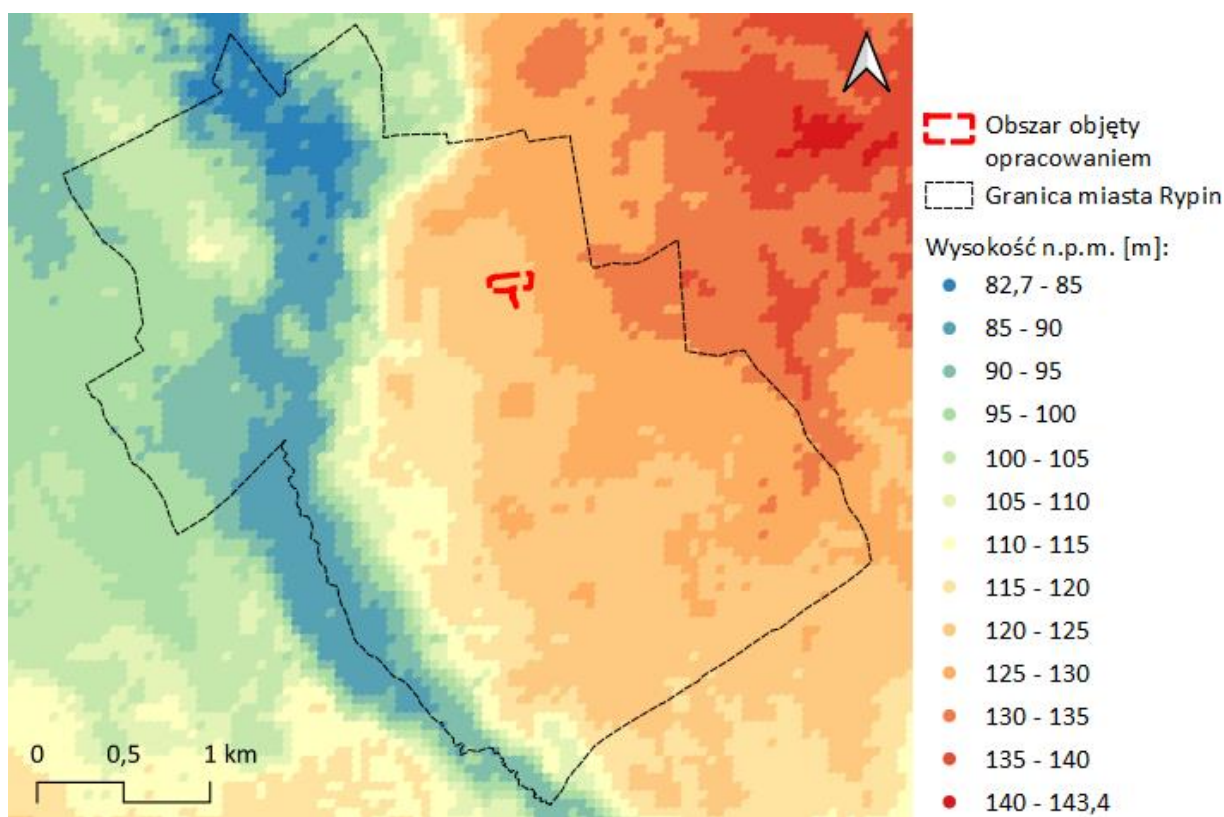 Obszar objęty
opracowaniem
Granica miasta Rypin
Wysokość n.p.m. [m]:
82,7 - 85
85 - 90
90 - 95
95 - 100
100 - 105
105 - 110
110 - 115
115 - 120
120 - 125
125 - 130
130 - 135
135 - 140
140 - 143,4
0 0,5 1 km